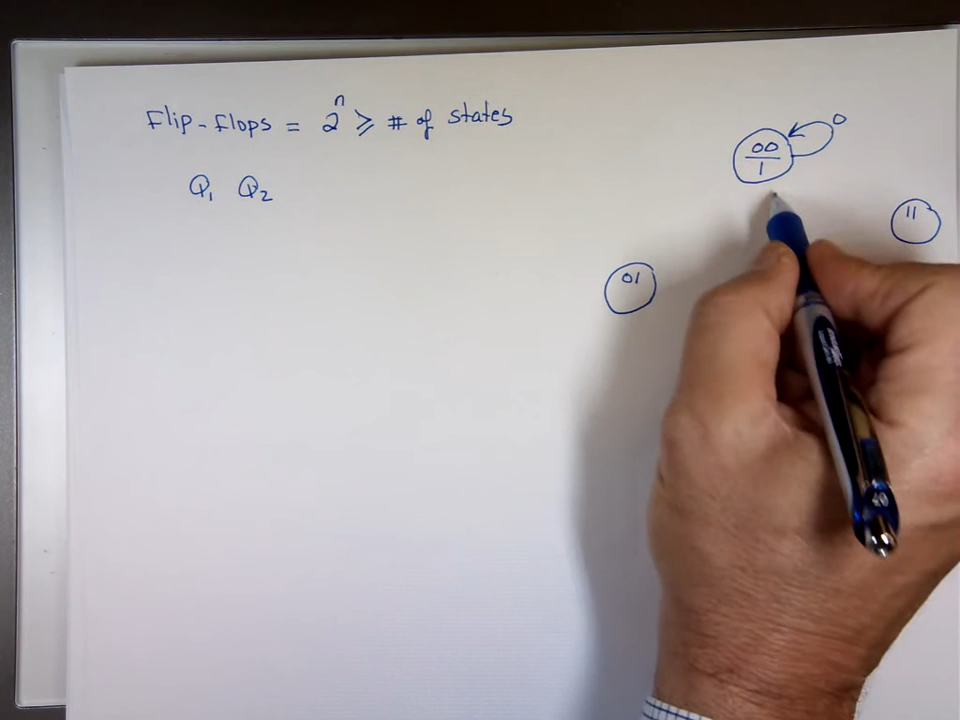 Flip-flops = 2ⁿ ≥ # of states
Q₁ Q₂
0
00
1
11
01